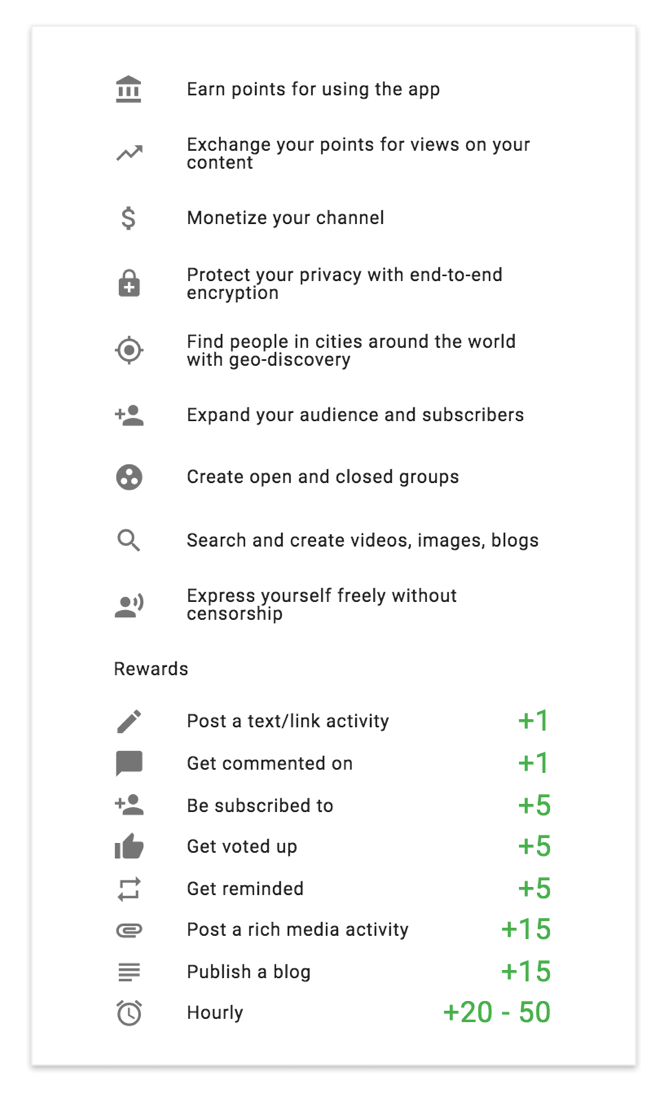 Earn points for using the app
Exchange your points for views on your
content
Monetize your channel
Protect your privacy with end-to-end
encryption
Find people in cities around the world
with geo-discovery
Expand your audience and subscribers
Create open and closed groups
Search and create videos, images, blogs
Express yourself freely without
censorship
Rewards
Post a text/link activity +1
Get commented on +1
Be subscribed to +5
Get voted up +5
Get reminded +5
Post a rich media activity +15
Publish a blog +15
Hourly +20 - 50